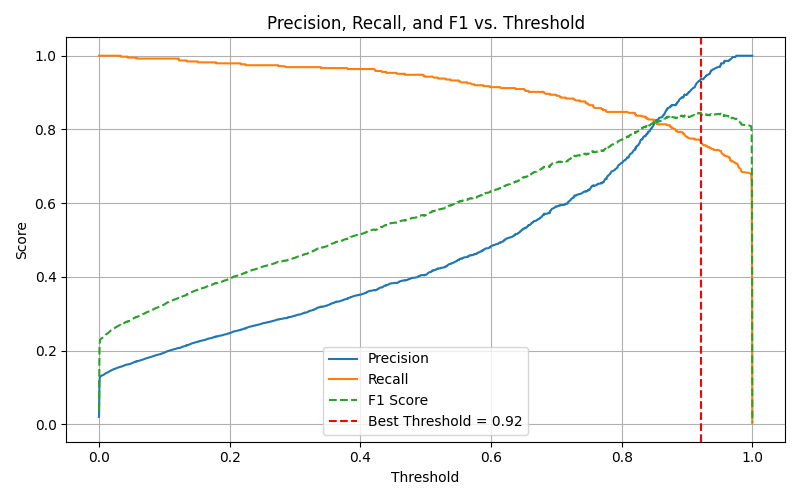 Precision, Recall, and F1 vs. Threshold
Score
1.0
0.8
0.6
0.4
0.2
0.0
Precision
Recall
F1 Score
Best Threshold = 0.92
0.0 0.2 0.4 0.6 0.8 1.0
Threshold